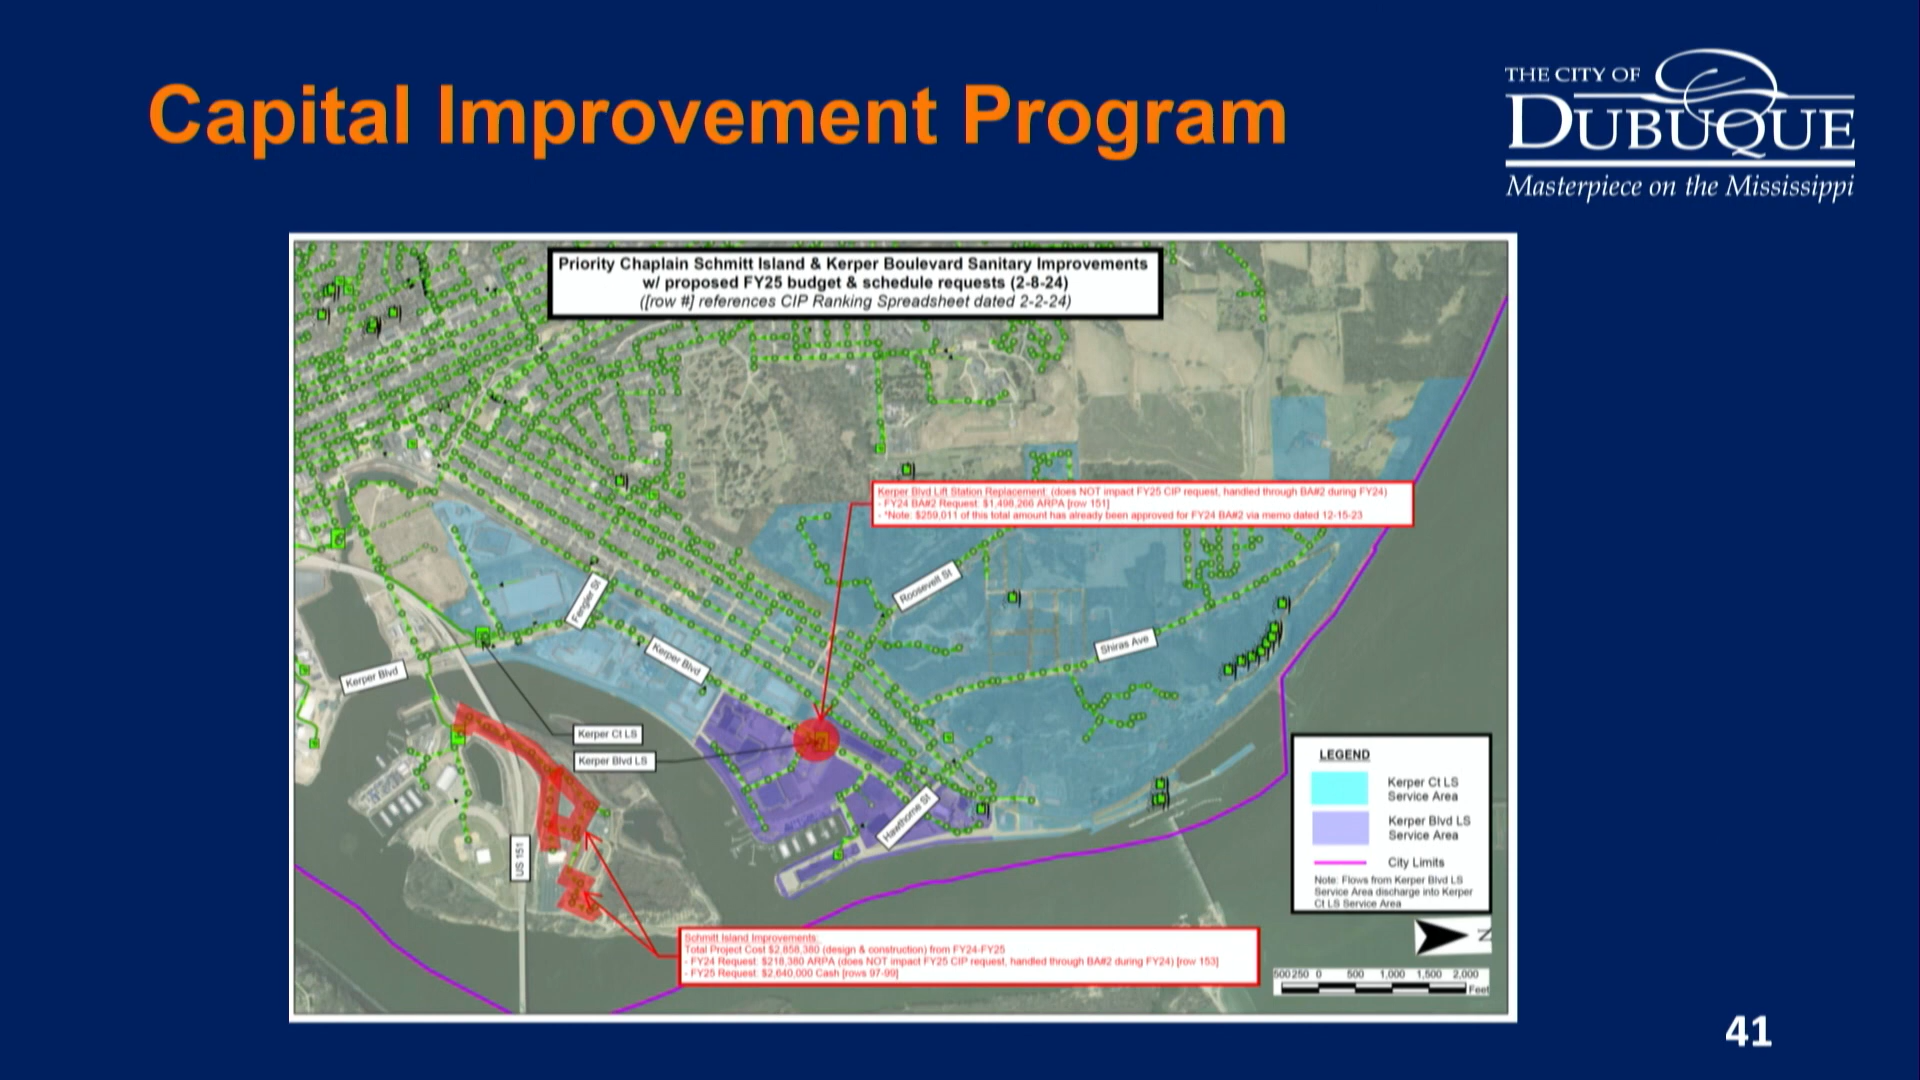 Capital Improvement Program
THE CITY OF
DUBUQUE
Masterpiece on the Mississippi
Priority Chaplain Schmitt Island & Kerper Boulevard Sanitary Improvements
w/ proposed FY25 budget & schedule requests (2-8-24)
([row #] references CIP Ranking Spreadsheet dated 2-2-24)
Kerper Blvd Lift Station Replacement: (does NOT impact FY25 CIP request, handled through BA#2 during FY24)
- FY24 BA#2 Request: $1,498,266 ARPA [row 151]
- *Note: $259,011 of this total amount has already been approved for FY24 BA#2 via memo dated 12-15-23
Roosevelt St
Fengler St
Shiras Ave
Kerper Blvd
Kerper Blvd
Kerper Ct LS
Kerper Blvd LS
Hawthorne St
US 151
LEGEND
Kerper Ct LS
Service Area
Kerper Blvd LS
Service Area
City Limits
Note: Flows from Kerper Blvd LS
Service Area discharge into Kerper
Ct LS Service Area
Schmitt Island Improvements:
Total Project Cost $2,858,380 (design & construction) from FY24-FY25
- FY24 Request: $218,380 ARPA (does NOT impact FY25 CIP request, handled through BA#2 during FY24) [row 153]
- FY25 Request: $2,640,000 Cash [rows 97-99]
N
500 250 0 500 1,000 1,500 2,000
Feet
41